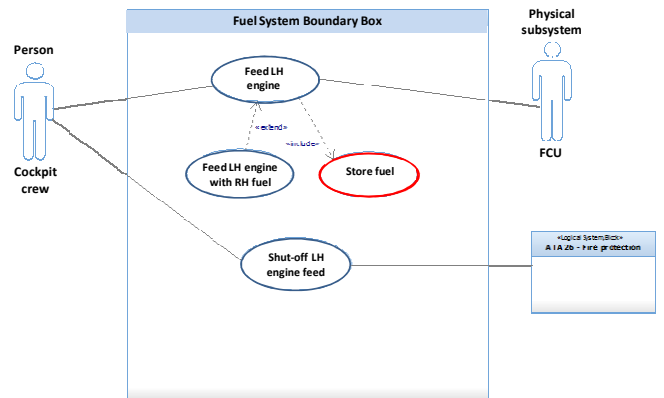 Fuel System Boundary Box
Physical
subsystem
Person
Feed LH
engine
«extend»
«include»
FCU
Feed LH engine
with RH fuel
Store fuel
Cockpit
crew
«Logical System,Block»
ATA 26 - Fire protection
Shut-off LH
engine feed